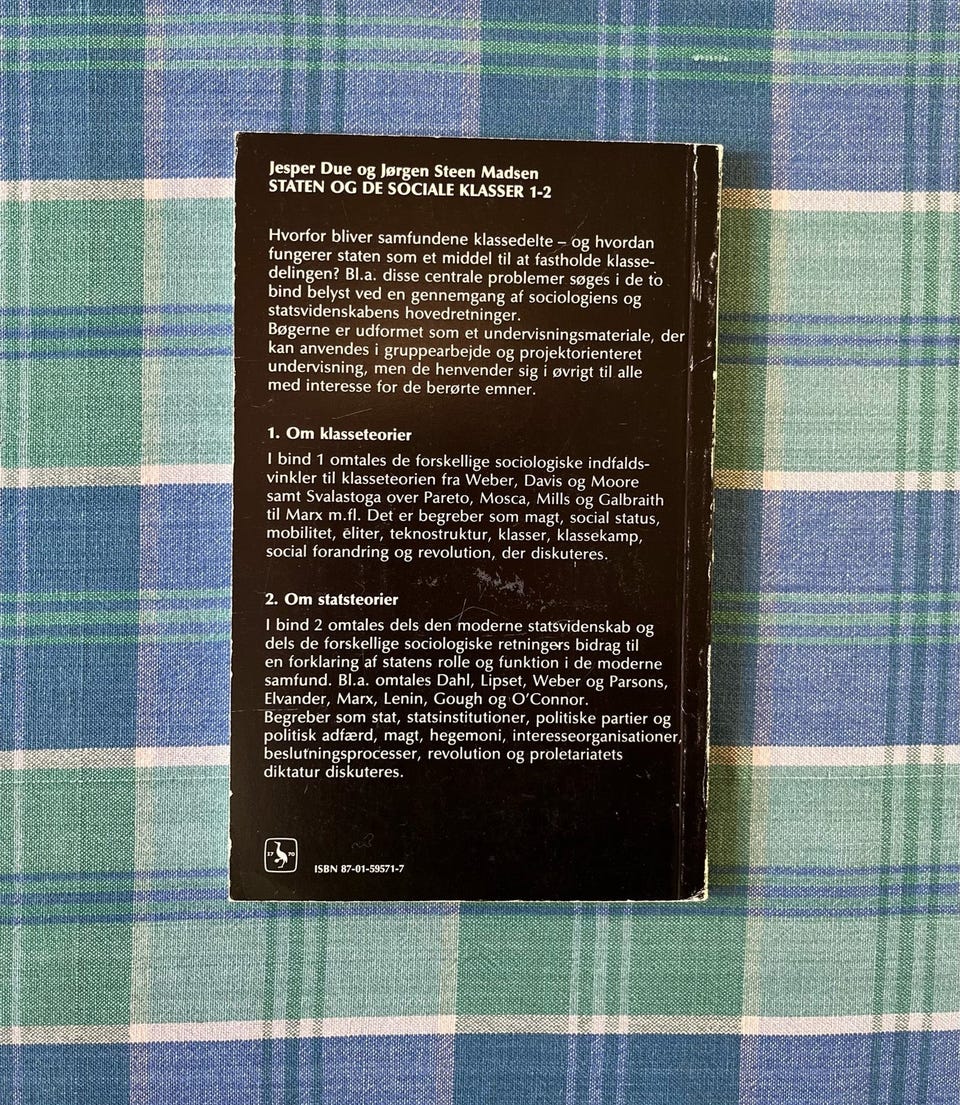 Jesper Due og Jørgen Steen Madsen
STATEN OG DE SOCIALE KLASSER 1-2
Hvorfor bliver samfundene klassedelte – og hvordan
fungerer staten som et middel til at fastholde klasse-
delingen? Bl.a. disse centrale problemer søges i de to
bind belyst ved en gennemgang af sociologiens og
statsvidenskabens hovedretninger.
Bøgerne er udformet som et undervisningsmateriale, der
kan anvendes i gruppearbejde og projektorienteret
undervisning, men de henvender sig i øvrigt til alle
med interesse for de berørte emner.
1. Om klasseteorier
I bind 1 omtales de forskellige sociologiske indfalds-
vinkler til klasseteorien fra Weber, Davis og Moore
samt Svalastoga over Pareto, Mosca, Mills og Galbraith
til Marx m.fl. Det er begreber som magt, social status,
mobilitet, eliter, teknostruktur, klasser, klassekamp,
social forandring og revolution, der diskuteres.
2. Om statsteorier
I bind 2 omtales dels den moderne statsvidenskab og
dels de forskellige sociologiske retningers bidrag til
en forklaring af statens rolle og funktion i de moderne
samfund. Bl.a. omtales Dahl, Lipset, Weber og Parsons,
Elvander, Marx, Lenin, Gough og O'Connor.
Begreber som stat, statsinstitutioner, politiske partier og
politisk adfærd, magt, hegemoni, interesseorganisationer,
beslutningsprocesser, revolution og proletariatets
diktatur diskuteres.
17 70
ISBN 87-01-59571-7